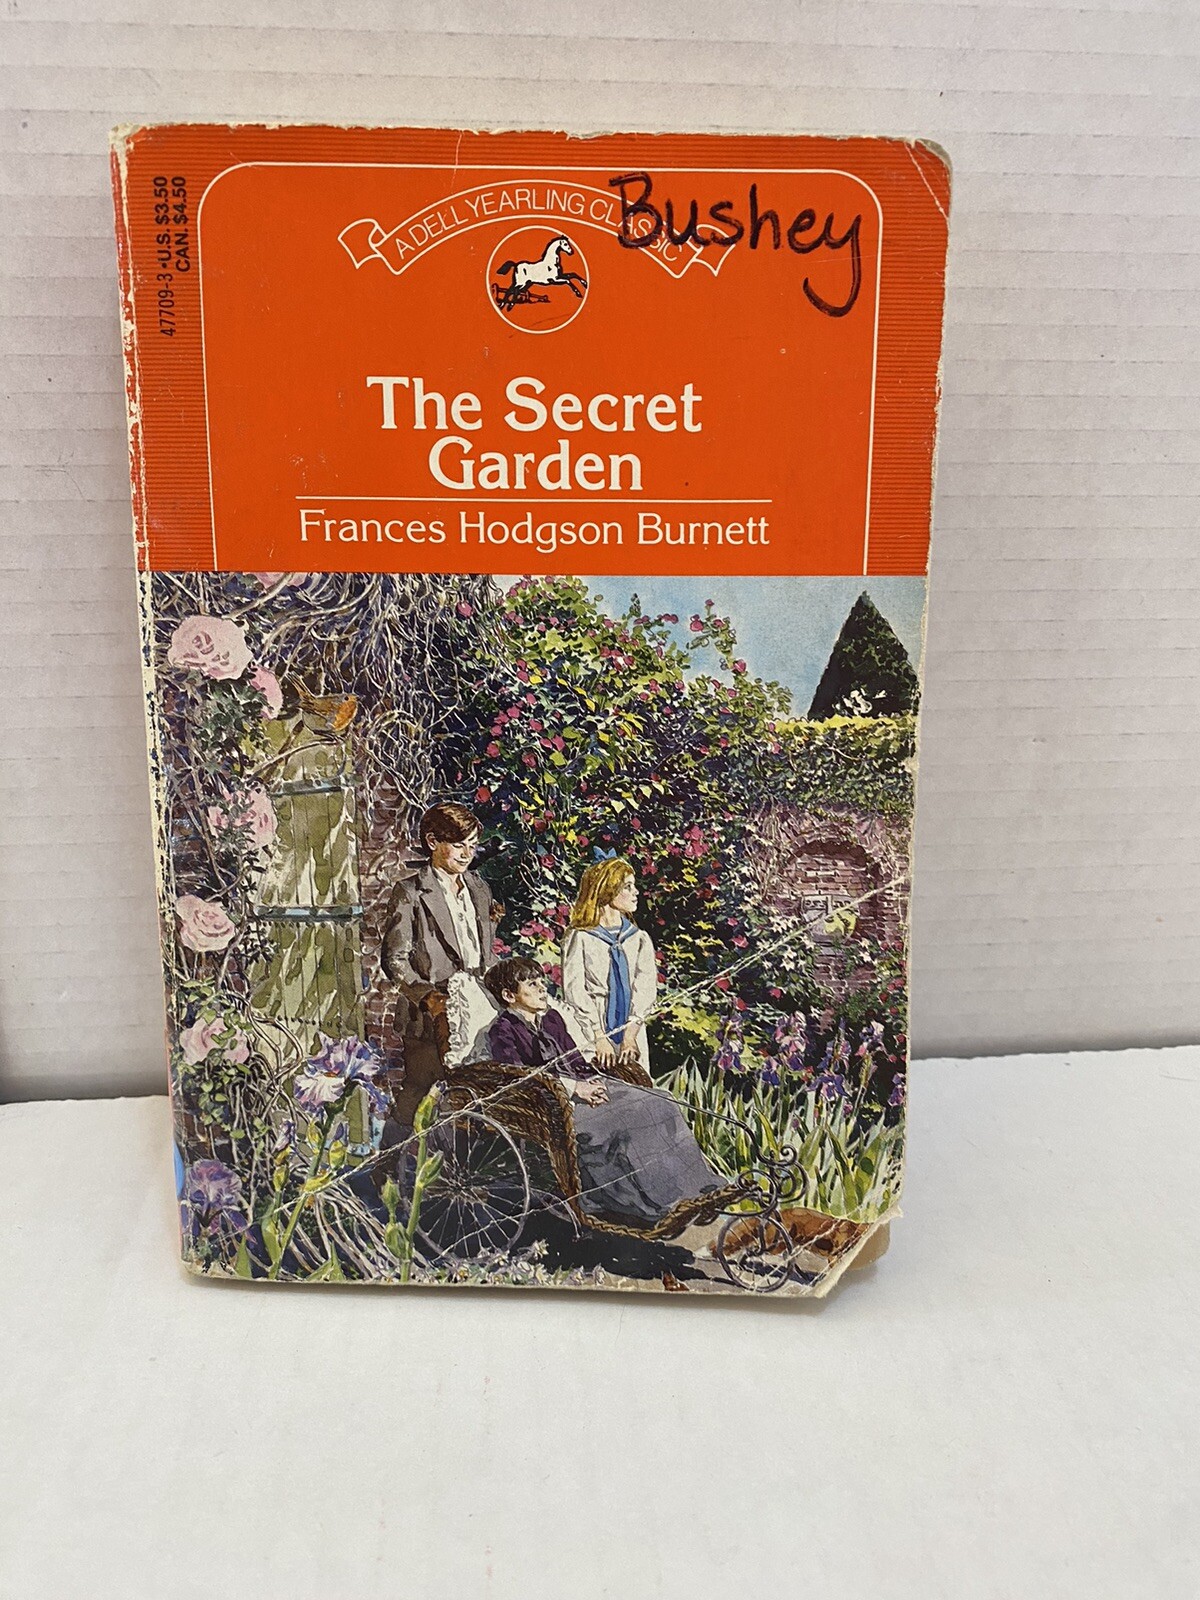 47709-3 • U.S. $3.50
CAN. $4.50
A DELL YEARLING CLASSIC
Bushey
The Secret
Garden
Frances Hodgson Burnett